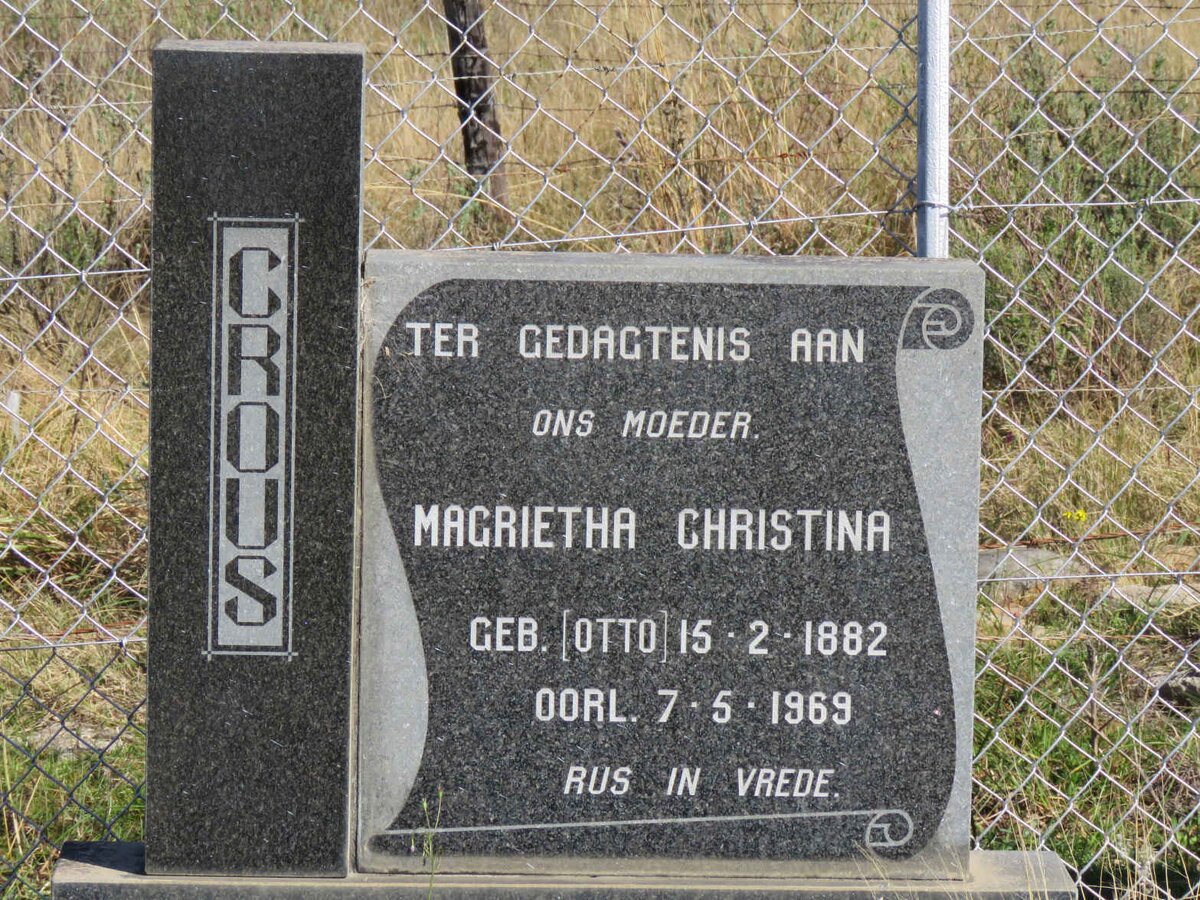 CROUS
TER GEDAGTENIS AAN
ONS MOEDER.
MAGRIETHA CHRISTINA
GEB. [OTTO] 15·2·1882
OORL. 7·5·1969
RUS IN VREDE.